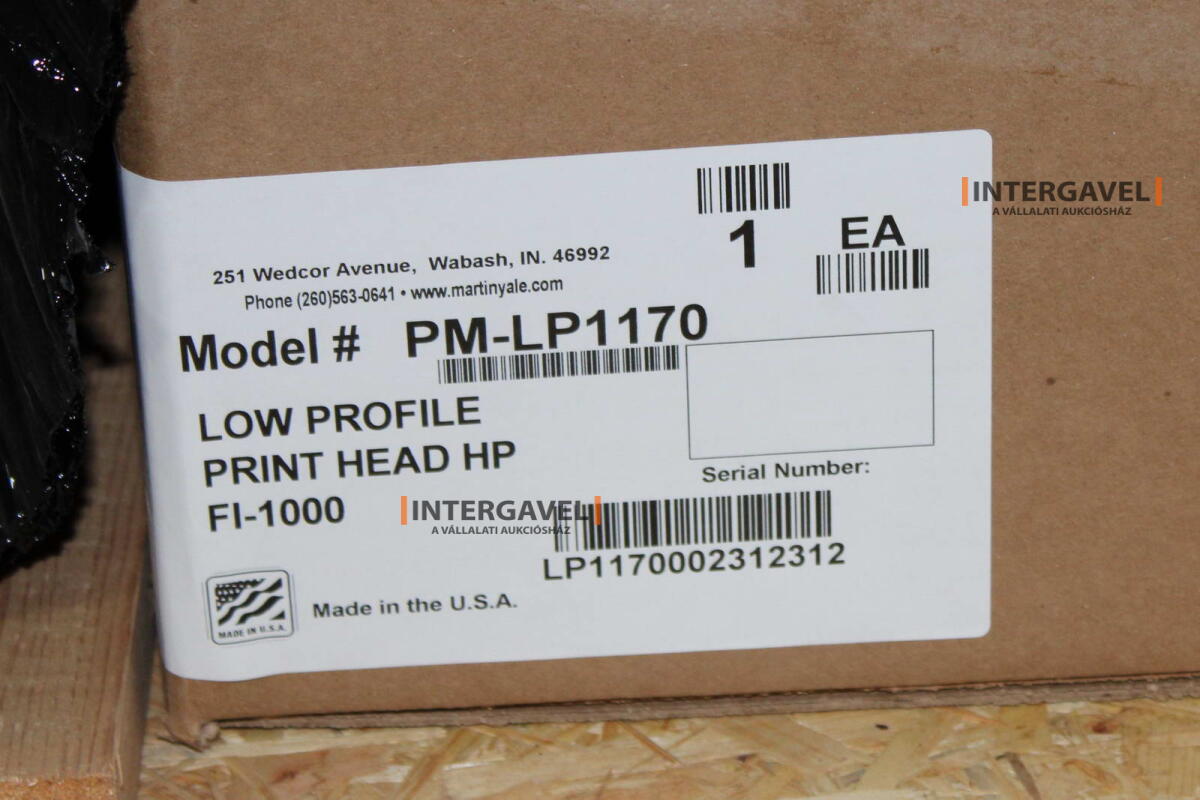 1
EA
251 Wedcor Avenue, Wabash, IN. 46992
Phone (260)563-0641 • www.martinyale.com
Model # PM-LP1170
LOW PROFILE
PRINT HEAD HP
FI-1000
Serial Number:
LP1170002312312
MADE IN U.S.A.
Made in the U.S.A.
INTERGAVEL
A VÁLLALATI AUKCIÓSHÁZ
INTERGAVEL
A VÁLLALATI AUKCIÓSHÁZ